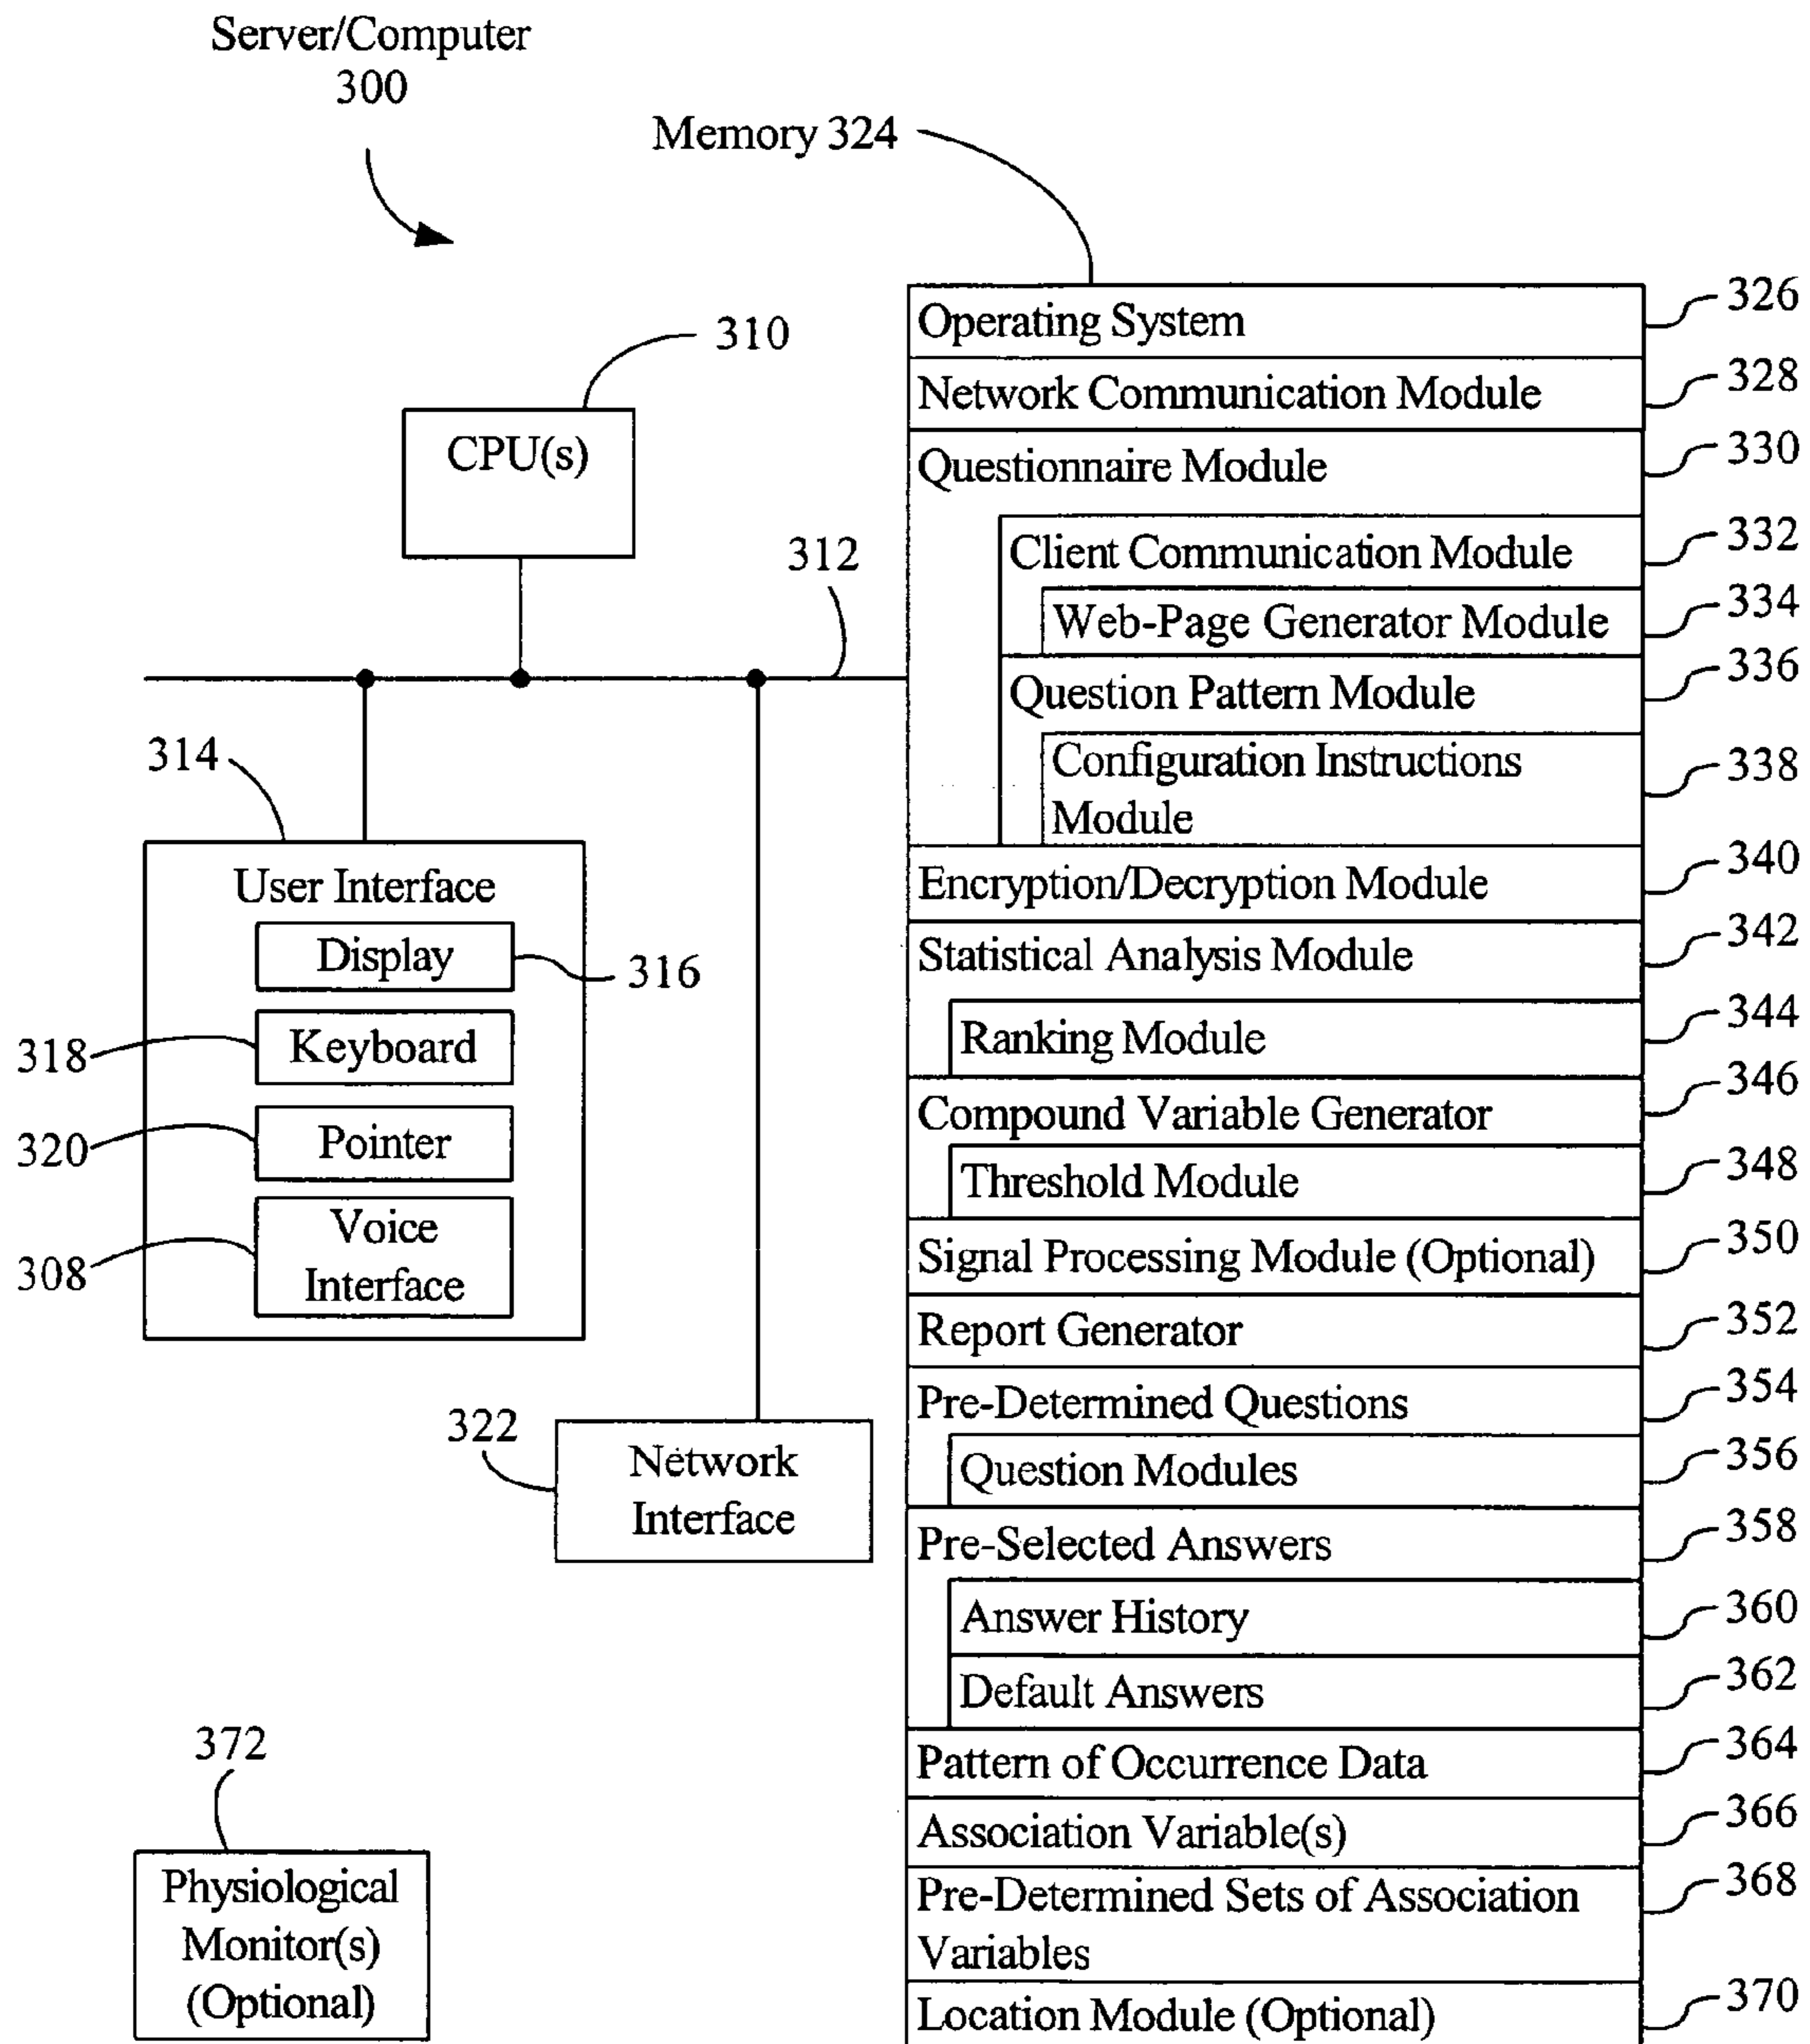 Server/Computer
300
Memory 324
310
CPU(s)
312
314
User Interface
Display
316
318
Keyboard
320
Pointer
308
Voice
Interface
322
Network
Interface
372
Physiological
Monitor(s)
(Optional)
Operating System
326
Network Communication Module
328
Questionnaire Module
330
Client Communication Module
332
Web-Page Generator Module
334
Question Pattern Module
336
Configuration Instructions
Module
338
Encryption/Decryption Module
340
Statistical Analysis Module
342
Ranking Module
344
Compound Variable Generator
346
Threshold Module
348
Signal Processing Module (Optional)
350
Report Generator
352
Pre-Determined Questions
354
Question Modules
356
Pre-Selected Answers
358
Answer History
360
Default Answers
362
Pattern of Occurrence Data
364
Association Variable(s)
366
Pre-Determined Sets of Association
Variables
368
Location Module (Optional)
370